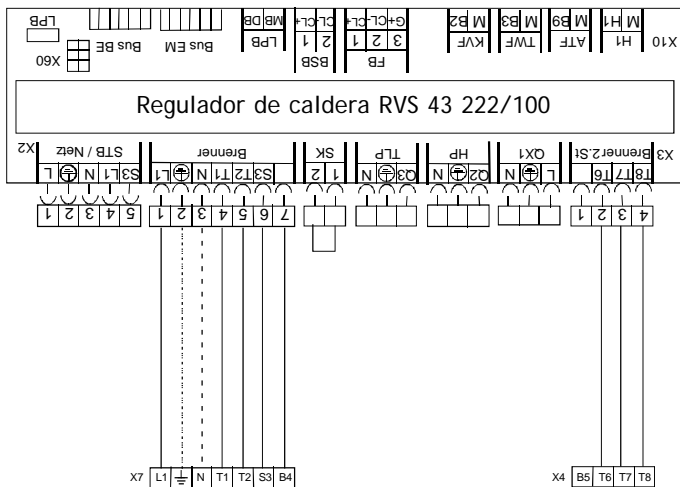 LPB
X60
Bus BE
Bus EM
DB MB
LPB
CL+ CL-
1 2
BSB
CL+ CL- G+
1 2 3
FB
B2 M
KVF
B3 M
TWF
B9 M
ATF
H1 M
H1
X10
Regulador de caldera RVS 43 222/100
X2
STB / Netz
L N L1 S3
1 2 3 4 5
Brenner
L1 N T1 T2 S3
1 2 3 4 5 6 7
SK
2 1
TLP
N Q3
HP
N Q2
QX1
N L
Brenner2.St
T6 T7 T8
1 2 3 4
X3
X7 L1 N T1 T2 S3 B4
X4 B5 T6 T7 T8